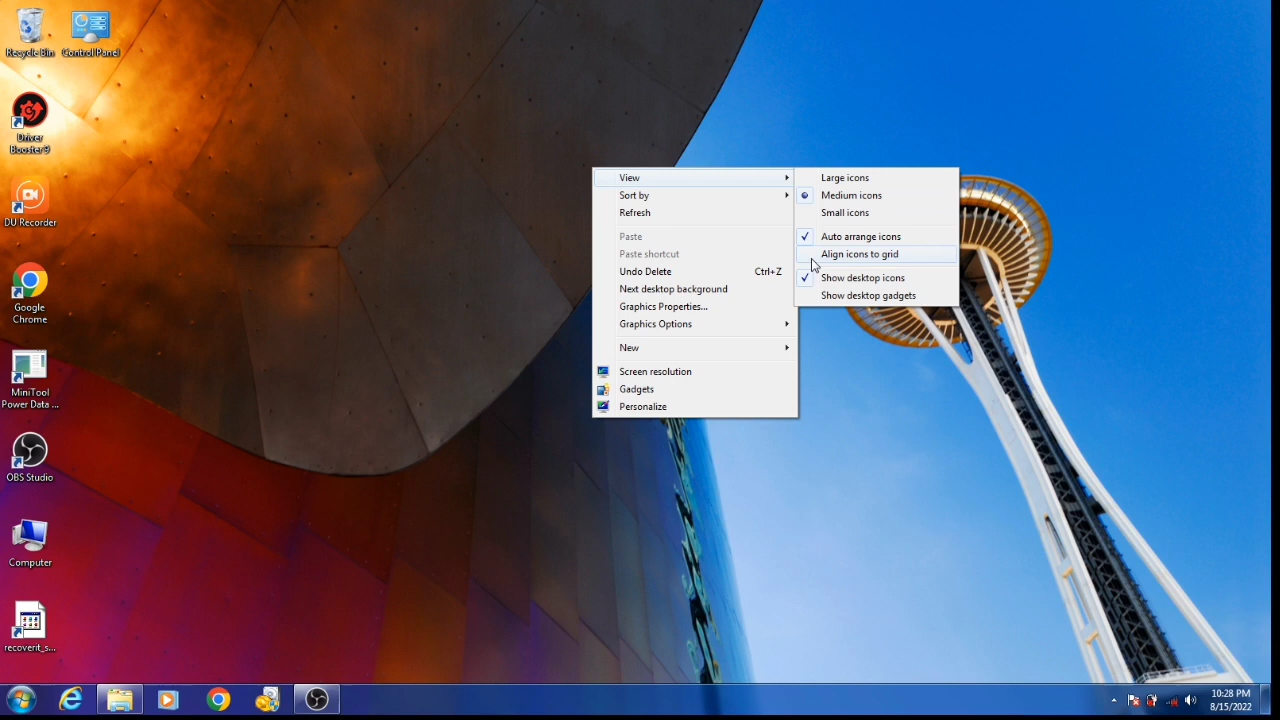 Recycle Bin
Control Panel
Driver
Booster 9
DU Recorder
Google
Chrome
MiniTool
Power Data ...
OBS Studio
Computer
recoverit_s...
View
Sort by
Refresh
Paste
Paste shortcut
Undo Delete Ctrl+Z
Next desktop background
Graphics Properties...
Graphics Options
New
Screen resolution
Gadgets
Personalize
Large icons
Medium icons
Small icons
Auto arrange icons
Align icons to grid
Show desktop icons
Show desktop gadgets
10:28 PM
8/15/2022